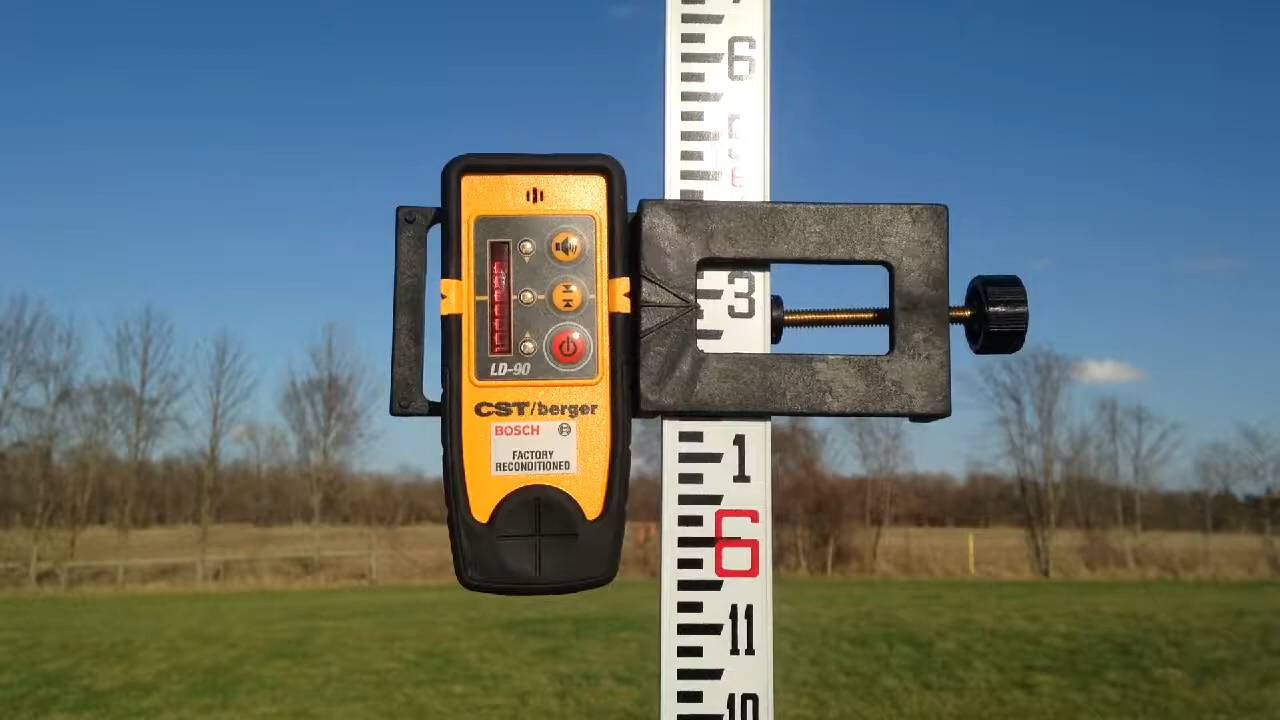 6
3
LD-90
CST/berger
BOSCH
FACTORY
RECONDITIONED
1
6
11
10